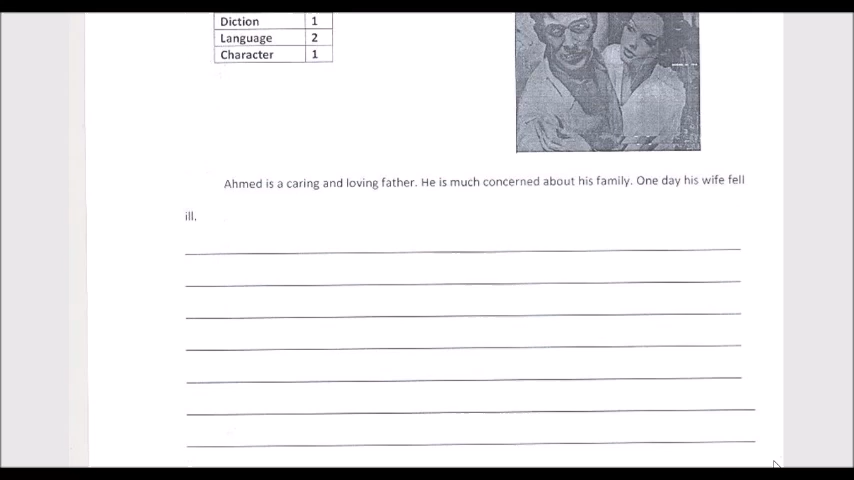 Diction 1
Language 2
Character 1
Ahmed is a caring and loving father. He is much concerned about his family. One day his wife fell
ill.